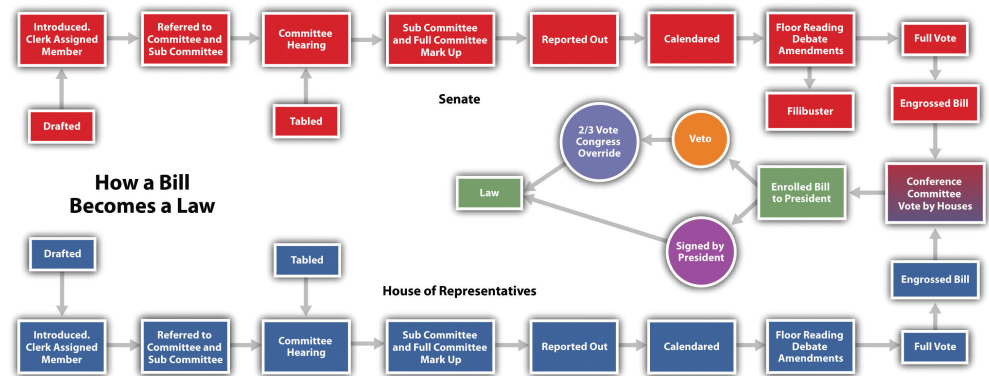 Introduced.
Clerk Assigned
Member
Referred to
Committee and
Sub Committee
Committee
Hearing
Sub Committee
and Full Committee
Mark Up
Reported Out
Calendared
Floor Reading
Debate
Amendments
Full Vote
Drafted
Tabled
Senate
Filibuster
Engrossed Bill
2/3 Vote
Congress
Override
Veto
How a Bill
Becomes a Law
Law
Enrolled Bill
to President
Conference
Committee
Vote by Houses
Signed by
President
Drafted
Tabled
House of Representatives
Engrossed Bill
Introduced.
Clerk Assigned
Member
Referred to
Committee and
Sub Committee
Committee
Hearing
Sub Committee
and Full Committee
Mark Up
Reported Out
Calendared
Floor Reading
Debate
Amendments
Full Vote